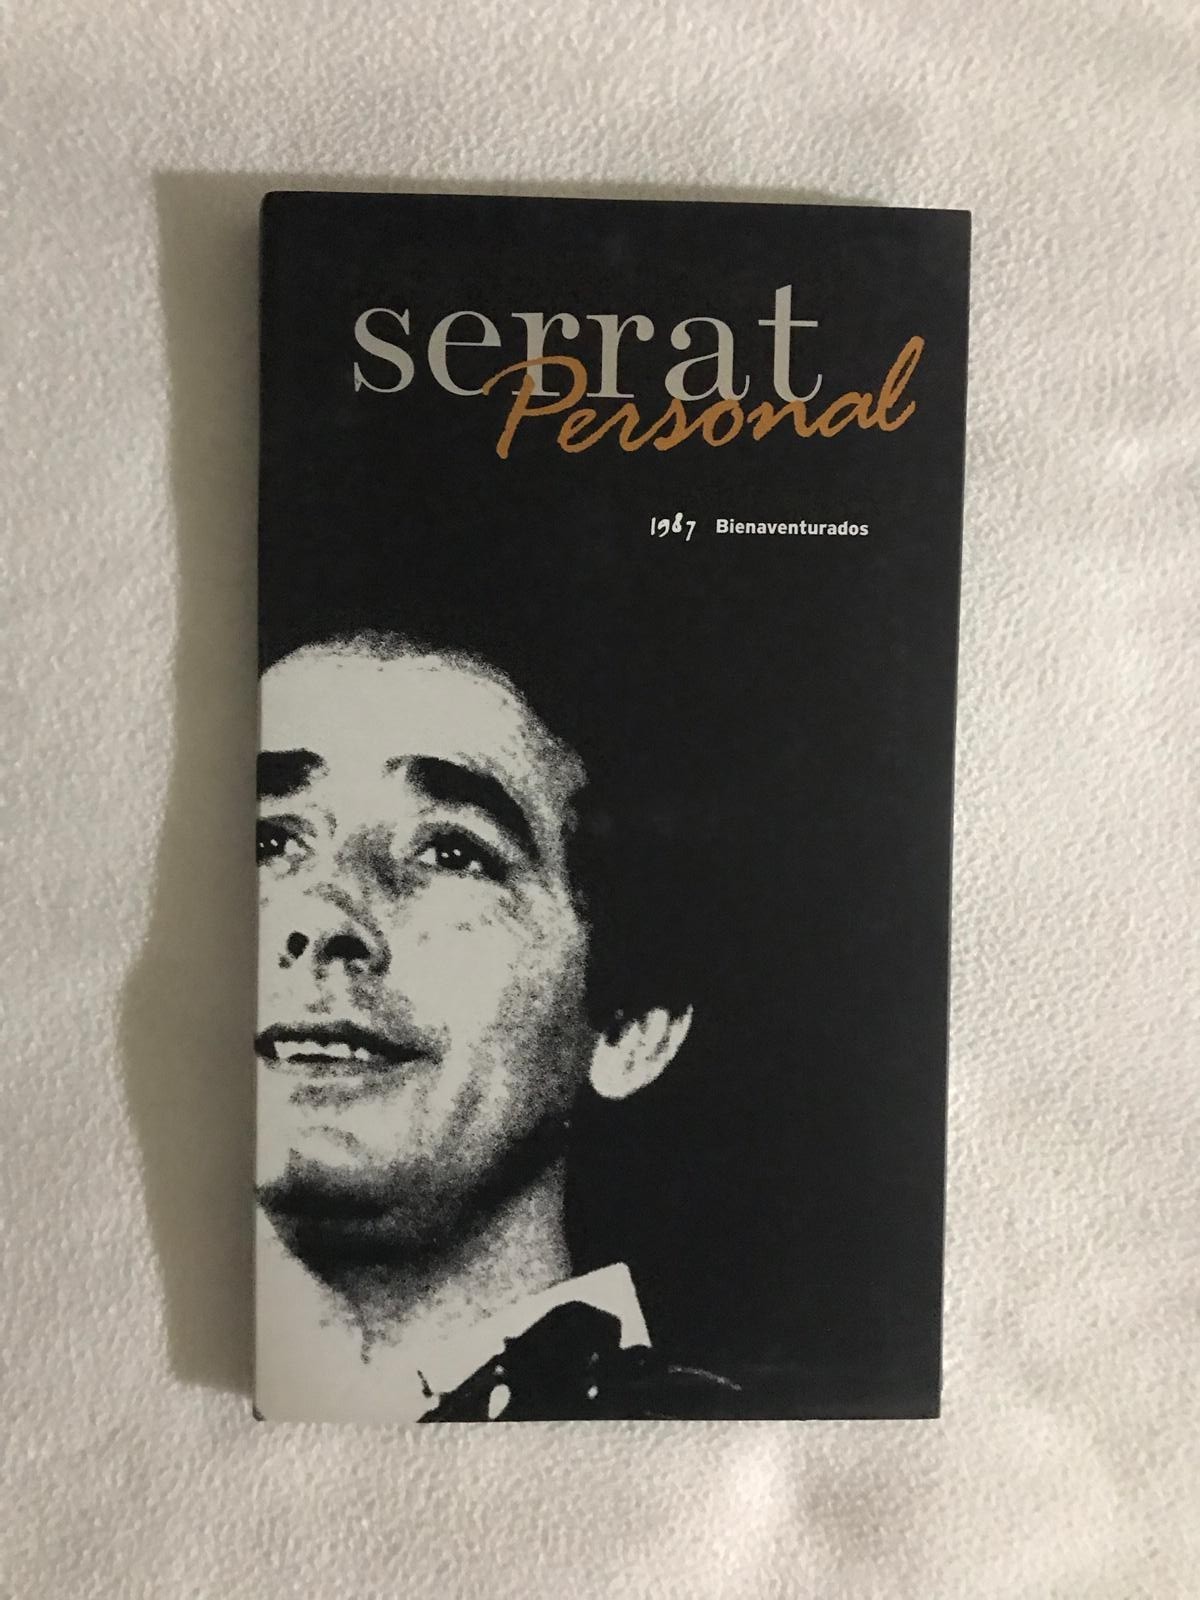 serrat
Personal
1987 Bienaventurados